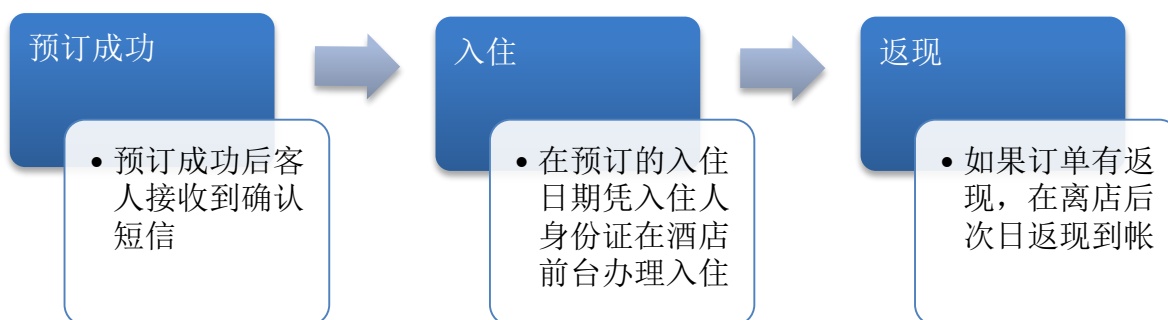 预订成功
• 预订成功后客
人接收到确认
短信
入住
• 在预订的入住
日期凭入住人
身份证在酒店
前台办理入住
返现
• 如果订单有返
现，在离店后
次日返现到帐